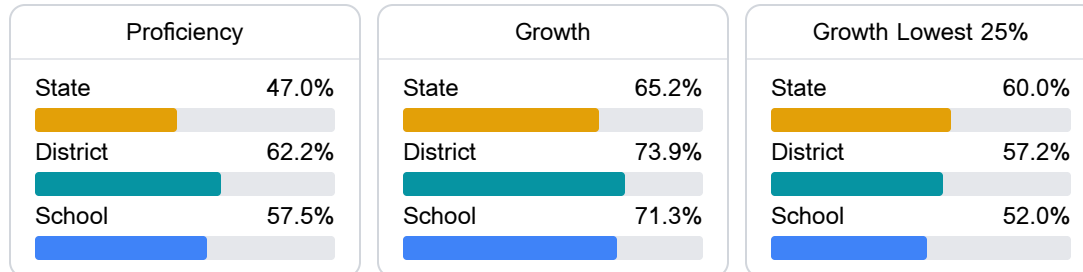 Proficiency
State 47.0%
District 62.2%
School 57.5%
Growth
State 65.2%
District 73.9%
School 71.3%
Growth Lowest 25%
State 60.0%
District 57.2%
School 52.0%